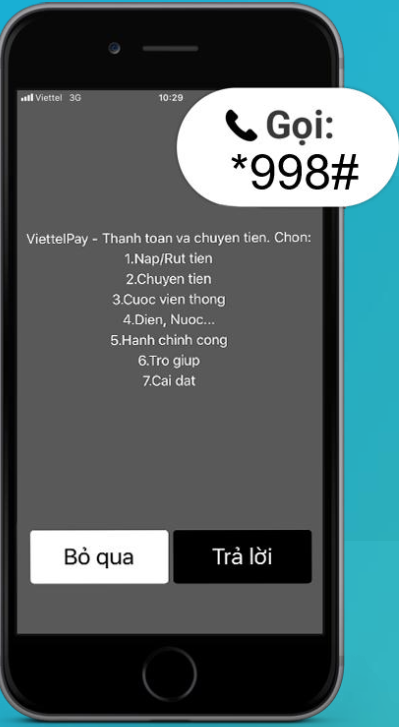 Viettel 3G 10:29
Gọi:
*998#
ViettelPay - Thanh toan va chuyen tien. Chon:
1.Nap/Rut tien
2.Chuyen tien
3.Cuoc vien thong
4.Dien, Nuoc...
5.Hanh chinh cong
6.Tro giup
7.Cai dat
Bỏ qua
Trả lời